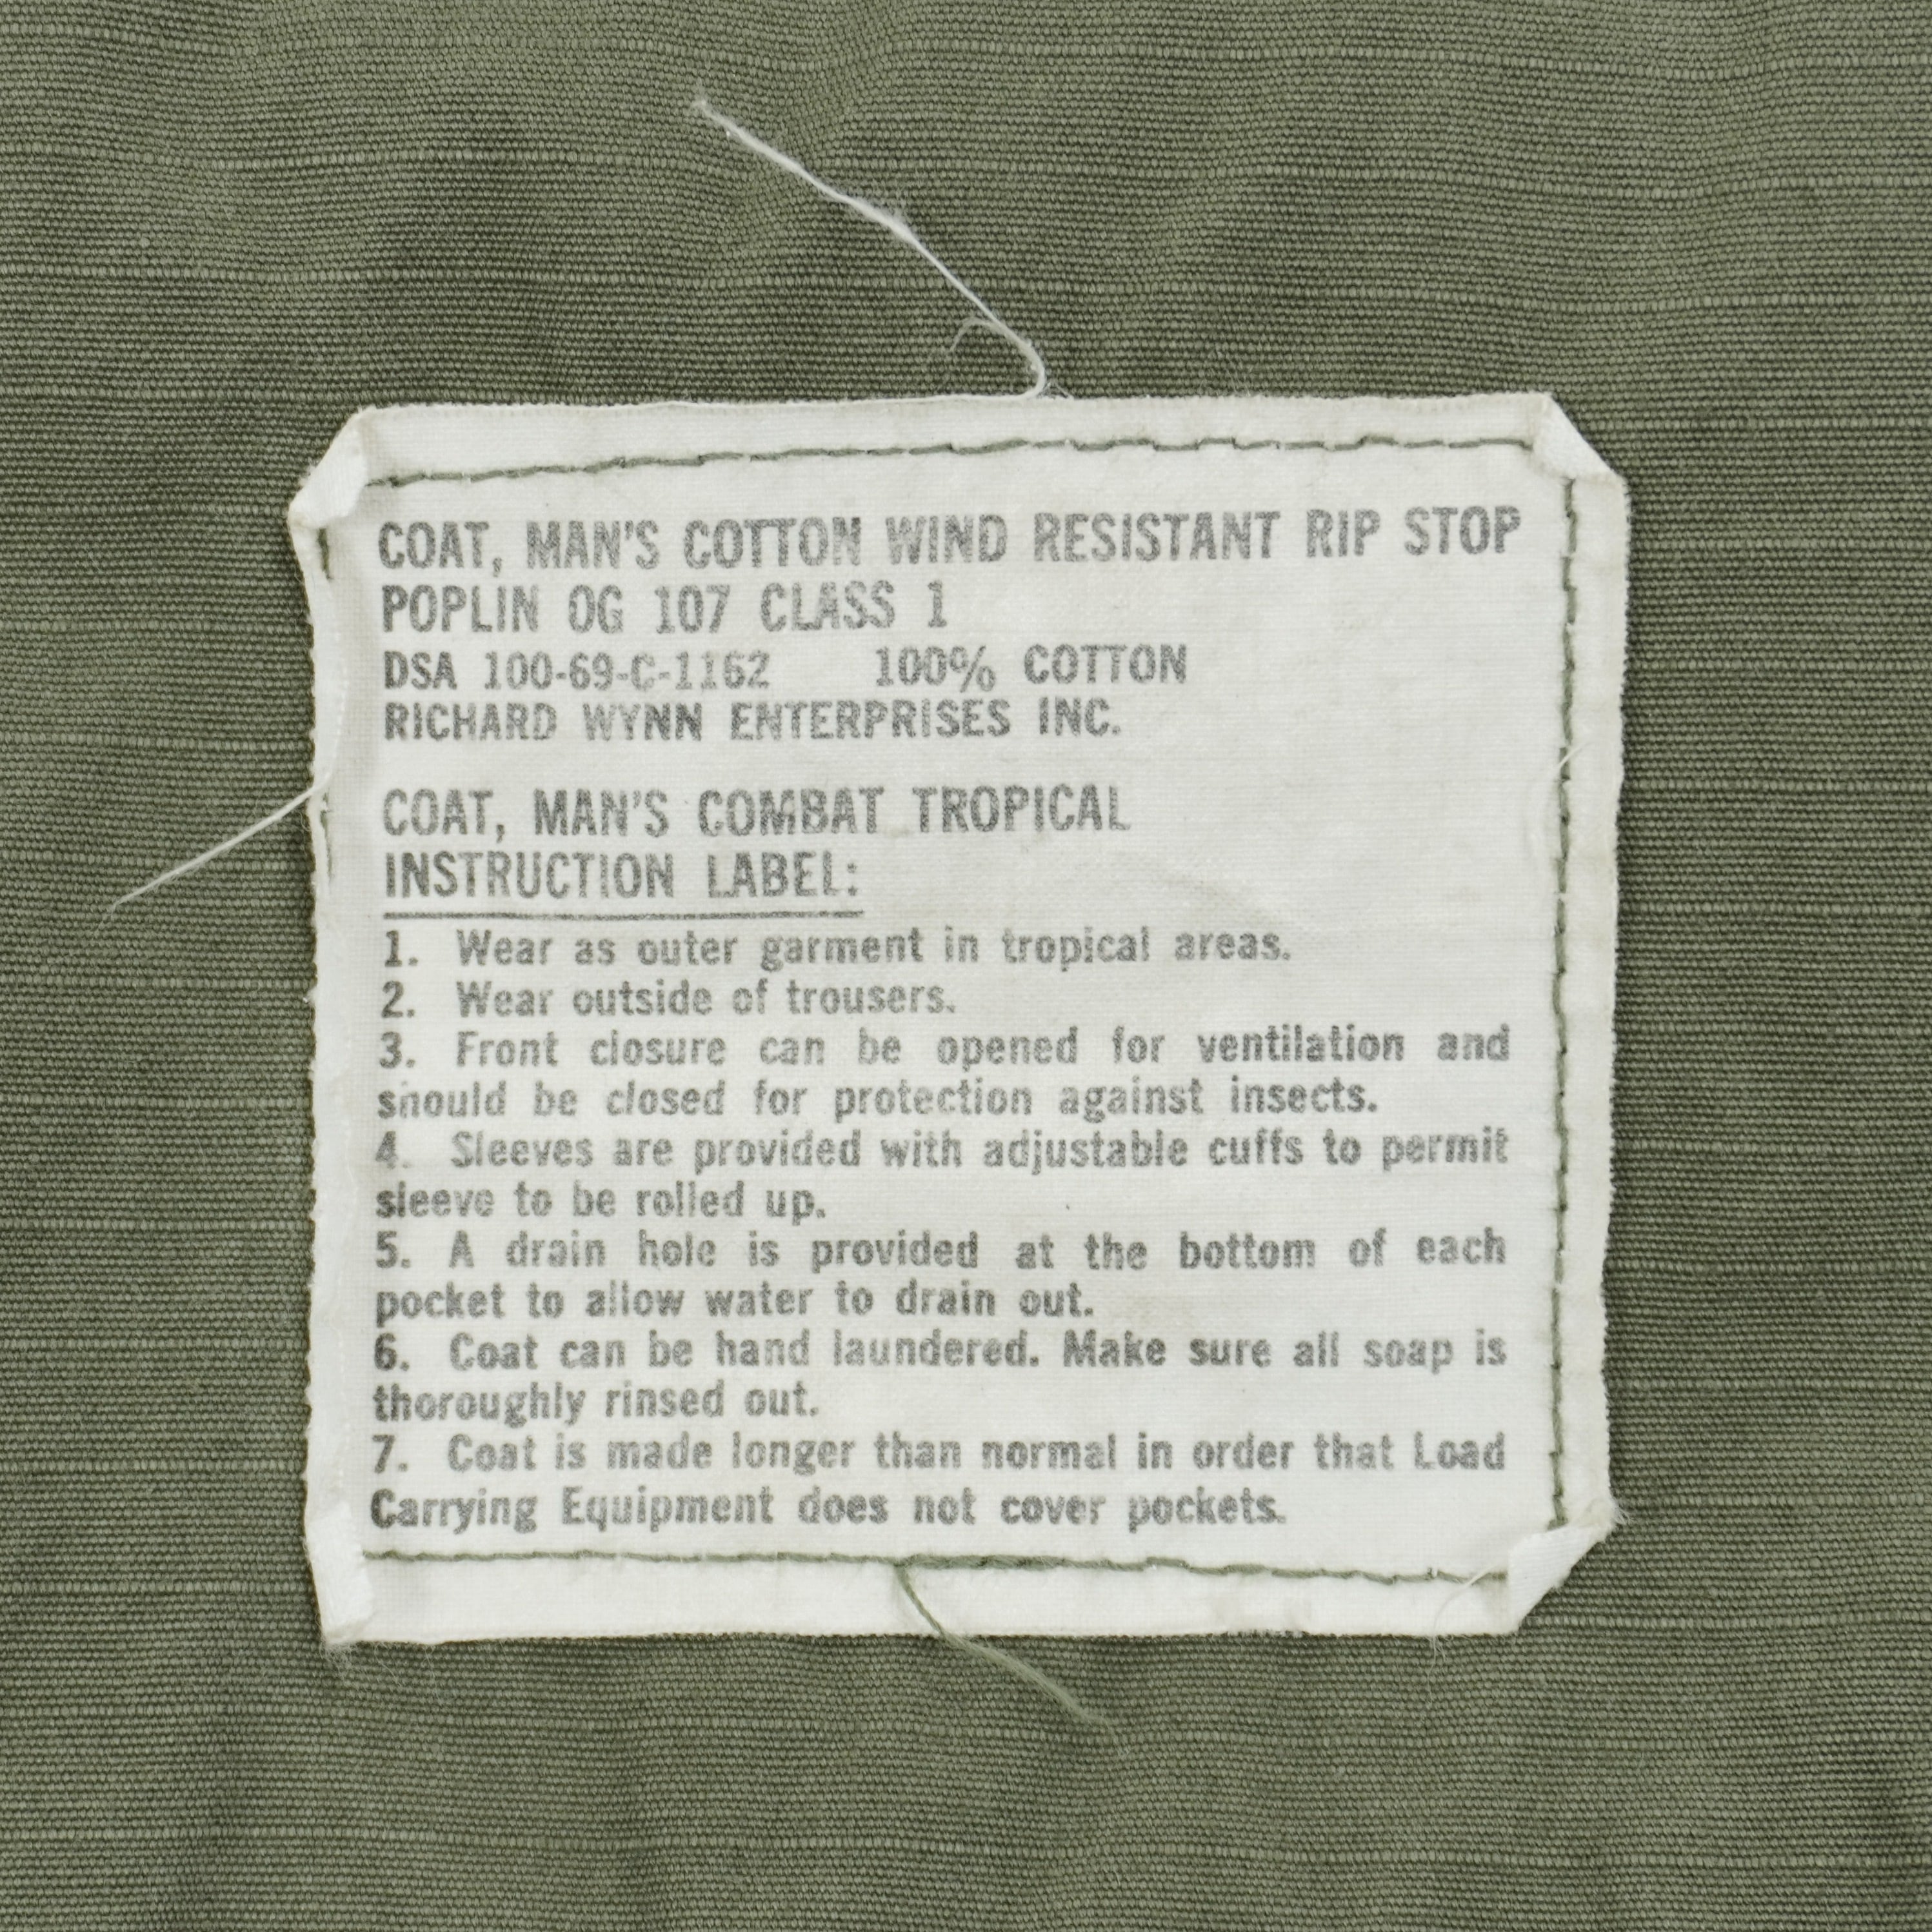 COAT, MAN'S COTTON WIND RESISTANT RIP STOP
POPLIN OG 107 CLASS 1
DSA 100-69-C-1162 100% COTTON
RICHARD WYNN ENTERPRISES INC.
COAT, MAN'S COMBAT TROPICAL
INSTRUCTION LABEL:
1. Wear as outer garment in tropical areas.
2. Wear outside of trousers.
3. Front closure can be opened for ventilation and
should be closed for protection against insects.
4. Sleeves are provided with adjustable cuffs to permit
sleeve to be rolled up.
5. A drain hole is provided at the bottom of each
pocket to allow water to drain out.
6. Coat can be hand laundered. Make sure all soap is
thoroughly rinsed out.
7. Coat is made longer than normal in order that Load
Carrying Equipment does not cover pockets.